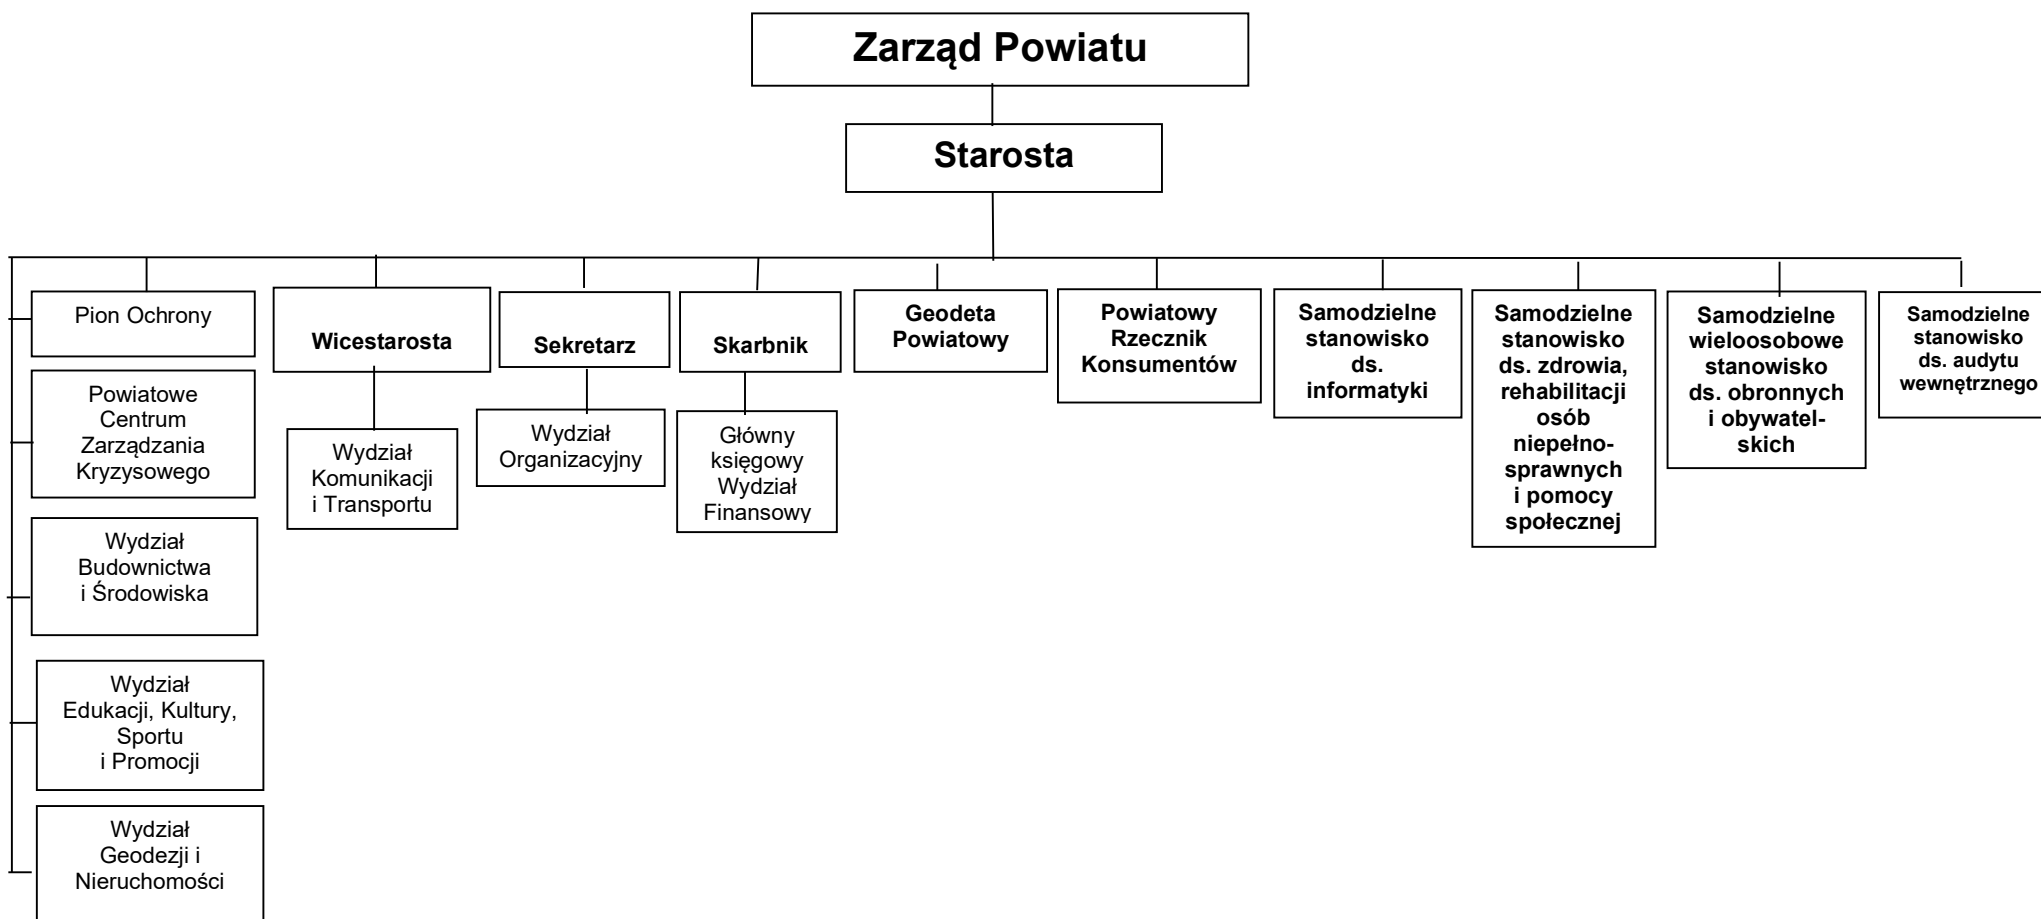 Zarząd Powiatu
Starosta
Pion Ochrony
Powiatowe
Centrum
Zarządzania
Kryzysowego
Wydział
Budownictwa
i Środowiska
Wydział
Edukacji, Kultury,
Sportu
i Promocji
Wydział
Geodezji i
Nieruchomości
Wicestarosta
Wydział
Komunikacji
i Transportu
Sekretarz
Wydział
Organizacyjny
Skarbnik
Główny
księgowy
Wydział
Finansowy
Geodeta
Powiatowy
Powiatowy
Rzecznik
Konsumentów
Samodzielne
stanowisko
ds.
informatyki
Samodzielne
stanowisko
ds. zdrowia,
rehabilitacji
osób
niepełno-
sprawnych
i pomocy
społecznej
Samodzielne
wieloosobowe
stanowisko
ds. obronnych
i obywatel-
skich
Samodzielne
stanowisko
ds. audytu
wewnętrznego